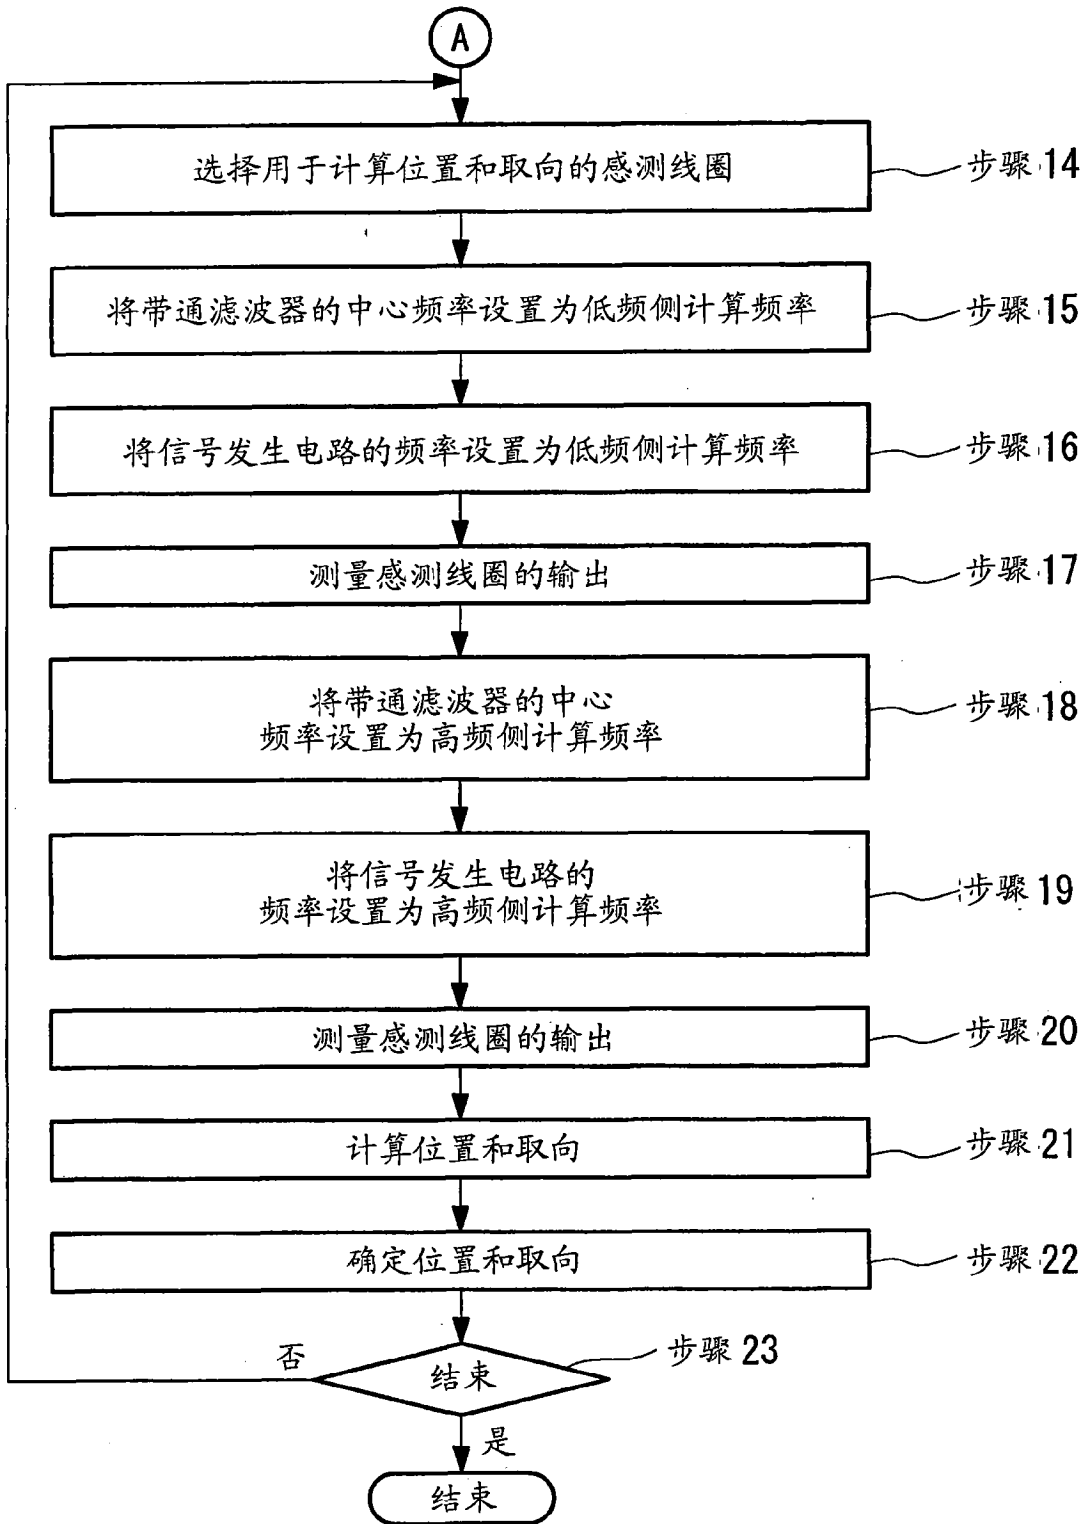 A
选择用于计算位置和取向的感测线圈
步骤 14
将带通滤波器的中心频率设置为低频侧计算频率
步骤 15
将信号发生电路的频率设置为低频侧计算频率
步骤 16
测量感测线圈的输出
步骤 17
将带通滤波器的中心
频率设置为高频侧计算频率
步骤 18
将信号发生电路的
频率设置为高频侧计算频率
步骤 19
测量感测线圈的输出
步骤 20
计算位置和取向
步骤 21
确定位置和取向
步骤 22
否
结束
步骤 23
是
结束